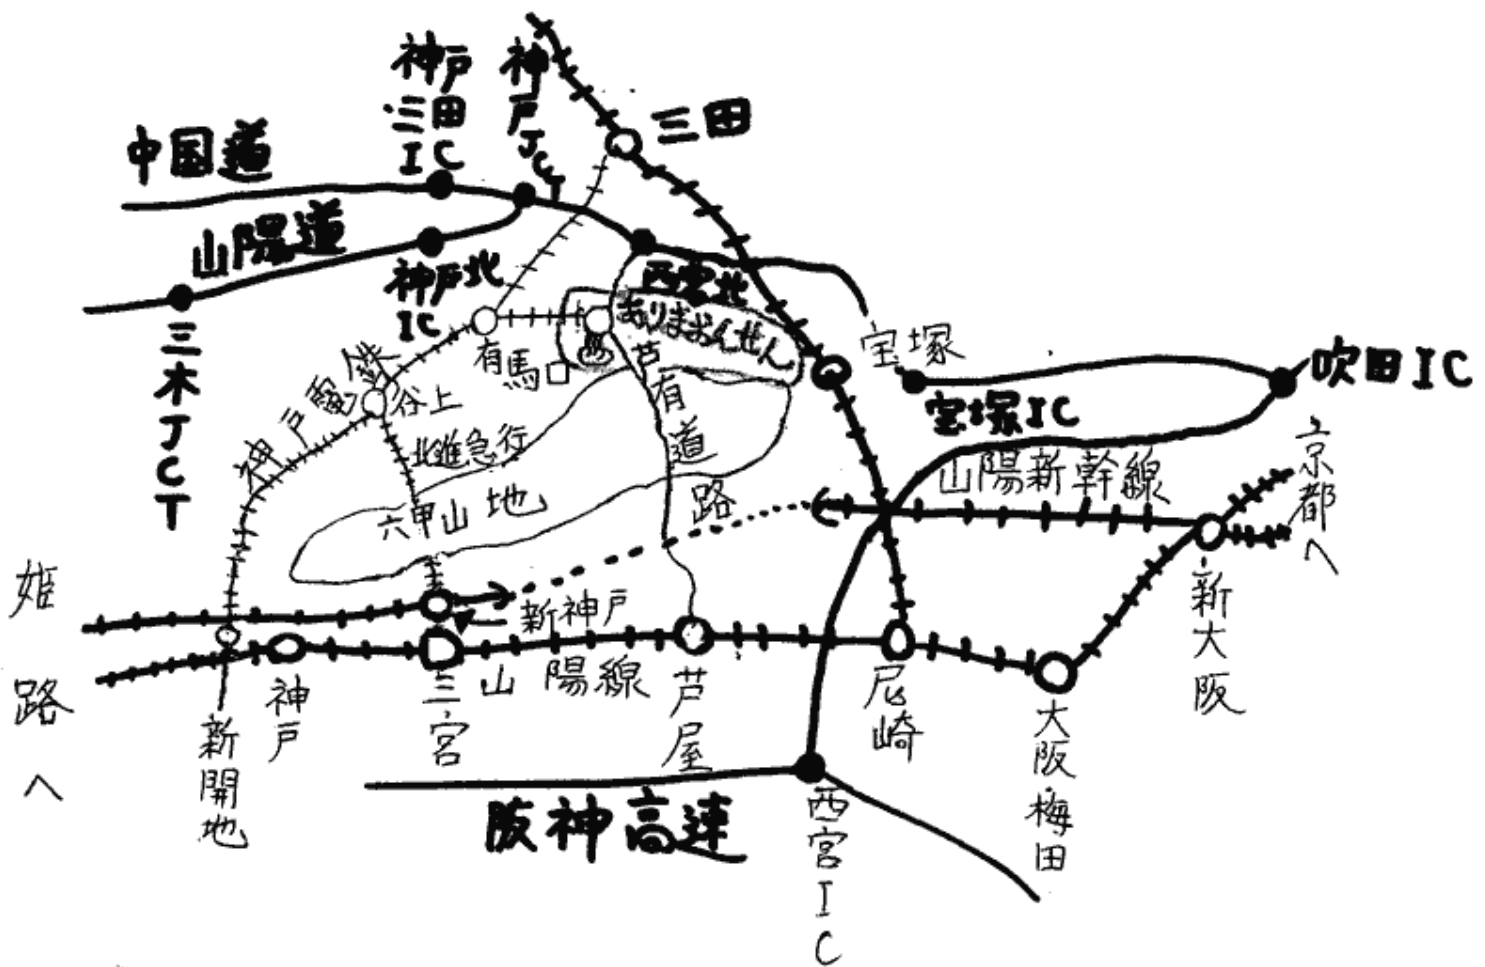 神戸三田IC
神戸JCT
三田
中国道
山陽道
神戸北IC
西宮北
三木JCT
ありまおんせん
宝塚
宝塚IC
吹田IC
有馬口
芦有道路
神戸電鉄
谷上
北進急行
六甲山地
山陽新幹線
京都へ
姫路へ
新神戸
新大阪
山陽線
神戸
三宮
芦屋
尼崎
大阪・梅田
新開地
阪神高速
西宮IC